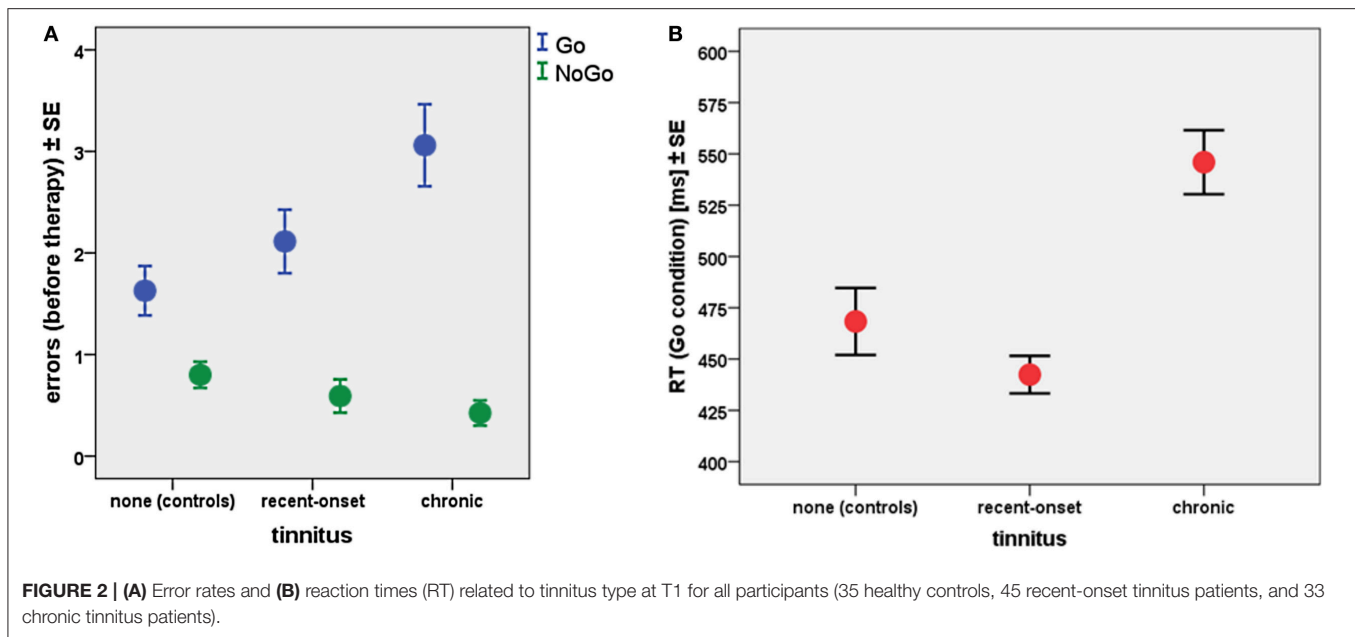 A
errors (before therapy) ± SE
4
3
2
1
0
none (controls)
recent-onset
chronic
tinnitus
Go
NoGo
B
RT (Go condition) [ms] ± SE
600
575
550
525
500
475
450
425
400
none (controls)
recent-onset
chronic
tinnitus
FIGURE 2 | (A) Error rates and (B) reaction times (RT) related to tinnitus type at T1 for all participants (35 healthy controls, 45 recent-onset tinnitus patients, and 33
chronic tinnitus patients).